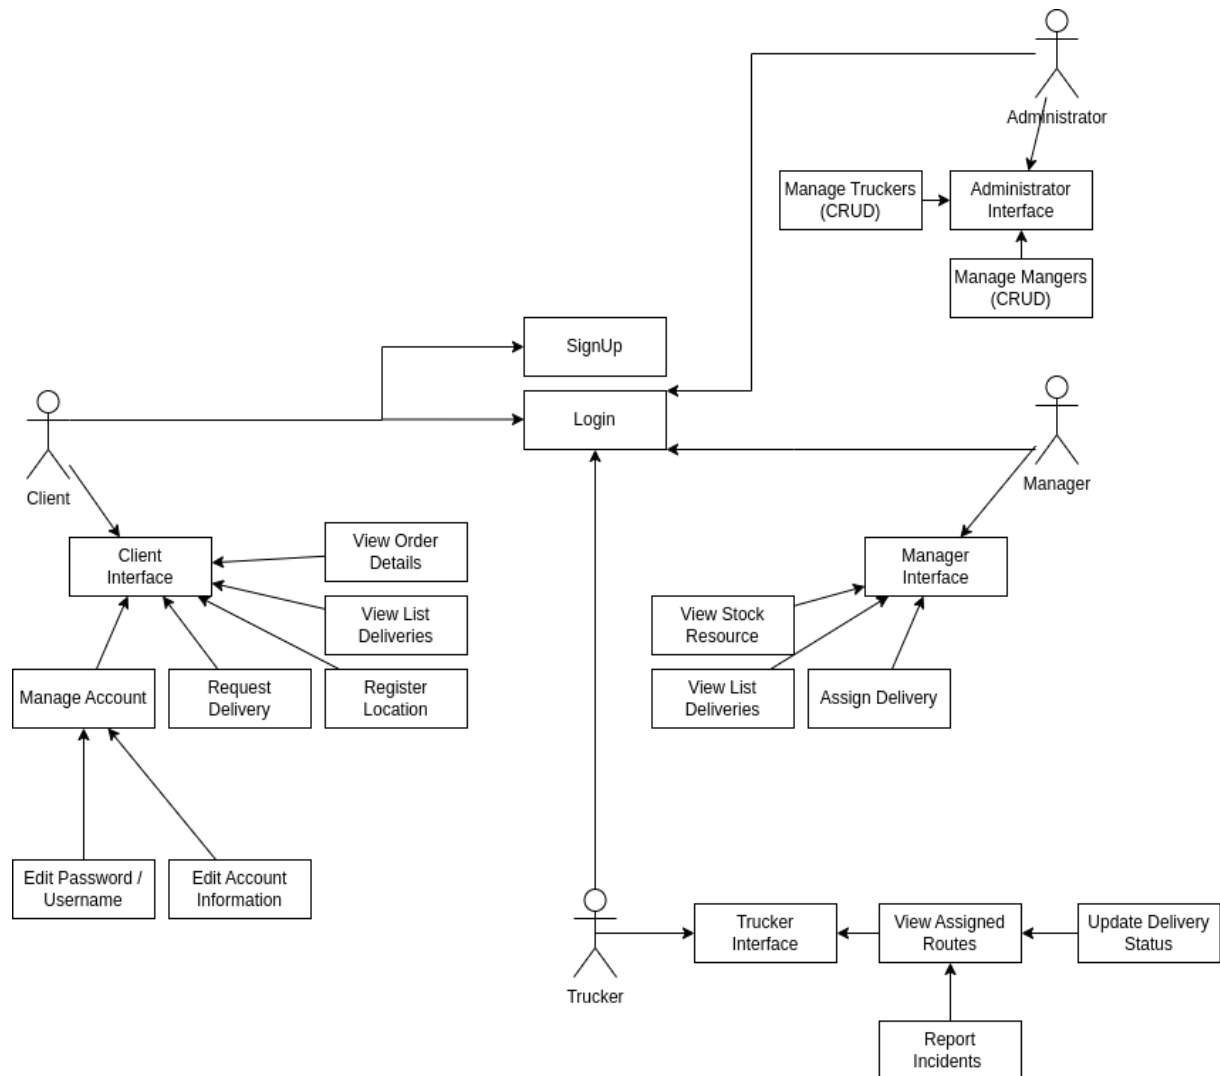 Administrator
Manage Truckers
(CRUD)
Administrator
Interface
Manage Mangers
(CRUD)
SignUp
Login
Client
Manager
Client
Interface
View Order
Details
Manager
Interface
View List
Deliveries
View Stock
Resource
Manage Account
Request
Delivery
Register
Location
View List
Deliveries
Assign Delivery
Edit Password /
Username
Edit Account
Information
Trucker
Interface
View Assigned
Routes
Update Delivery
Status
Trucker
Report
Incidents